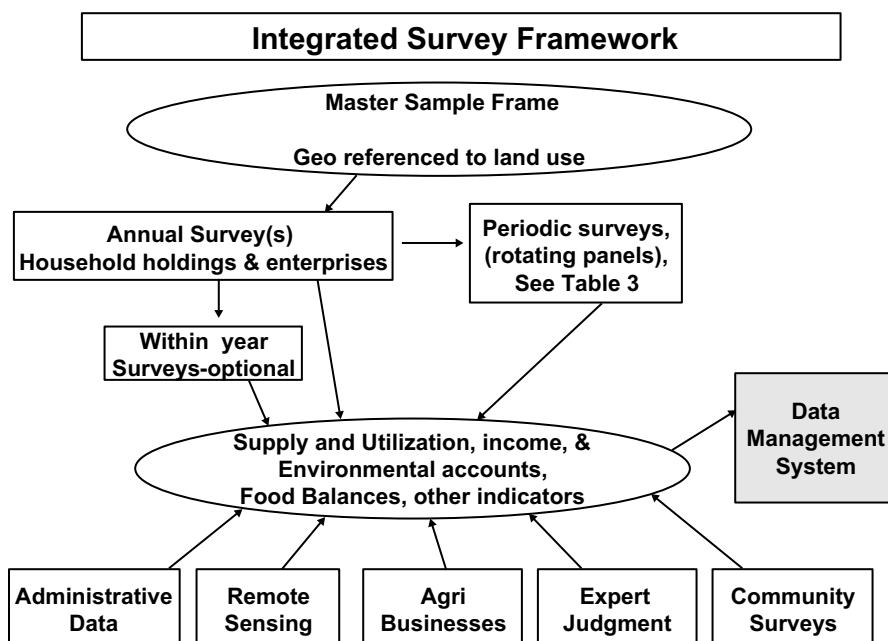 Integrated Survey Framework
Master Sample Frame
Geo referenced to land use
Annual Survey(s)
Household holdings & enterprises
Periodic surveys,
(rotating panels),
See Table 3
Within year
Surveys-optional
Supply and Utilization, income, &
Environmental accounts,
Food Balances, other indicators
Data
Management
System
Administrative
Data
Remote
Sensing
Agri
Businesses
Expert
Judgment
Community
Surveys